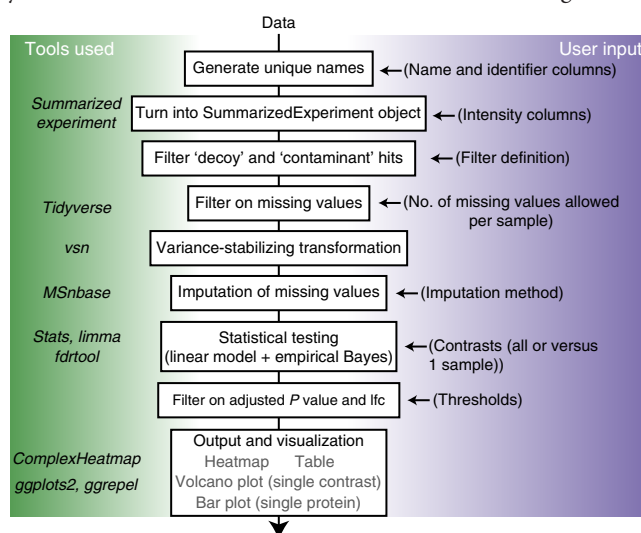 Data
Tools used
User input
Generate unique names
(Name and identifier columns)
Summarized
experiment
Turn into SummarizedExperiment object
(Intensity columns)
Filter ‘decoy’ and ‘contaminant’ hits
(Filter definition)
Tidyverse
Filter on missing values
(No. of missing values allowed
per sample)
vsn
Variance-stabilizing transformation
MSnbase
Imputation of missing values
(Imputation method)
Stats, limma
fdrtool
Statistical testing
(linear model + empirical Bayes)
(Contrasts (all or versus
1 sample))
Filter on adjusted P value and lfc
(Thresholds)
ComplexHeatmap
ggplots2, ggrepel
Output and visualization
Heatmap Table
Volcano plot (single contrast)
Bar plot (single protein)